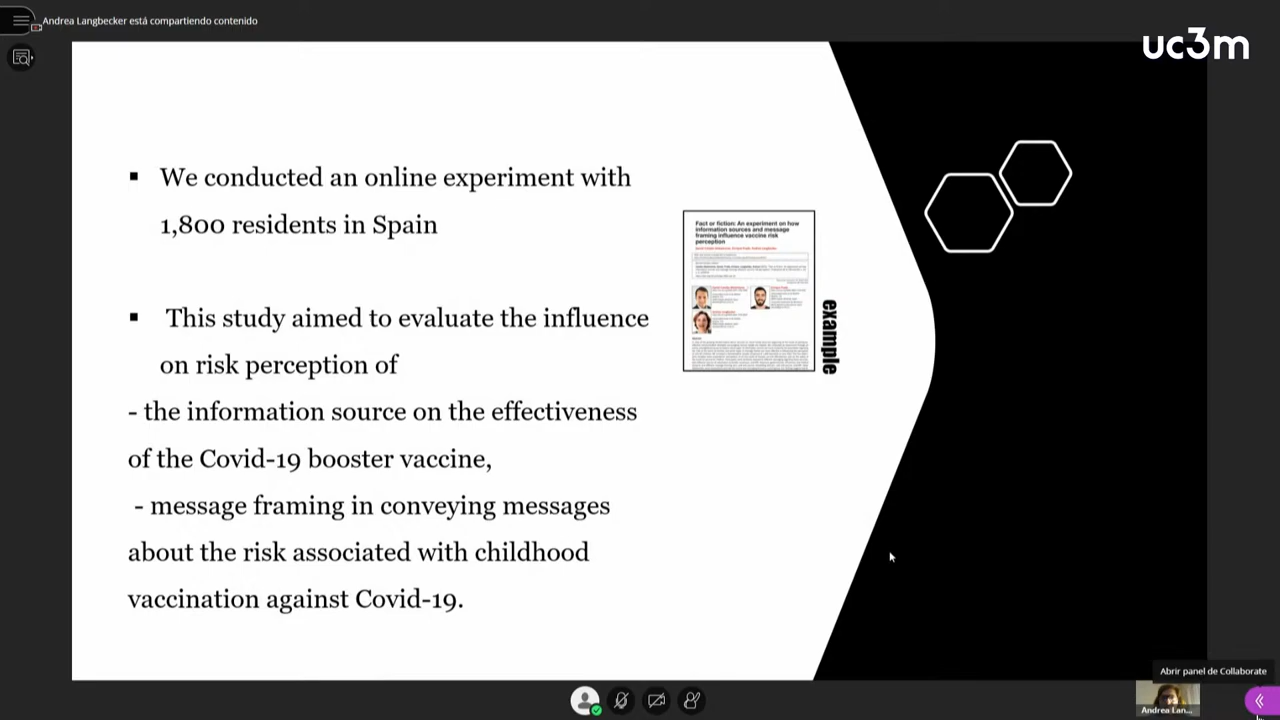 Andrea Langbecker está compartiendo contenido
uc3m
▪ We conducted an online experiment with
1,800 residents in Spain
▪ This study aimed to evaluate the influence
on risk perception of
- the information source on the effectiveness
of the Covid-19 booster vaccine,
- message framing in conveying messages
about the risk associated with childhood
vaccination against Covid-19.
Fact or fiction: An experiment on how
information sources and message
framing influence vaccine risk
perception
example
Abrir panel de Collaborate
Andrea Lan...